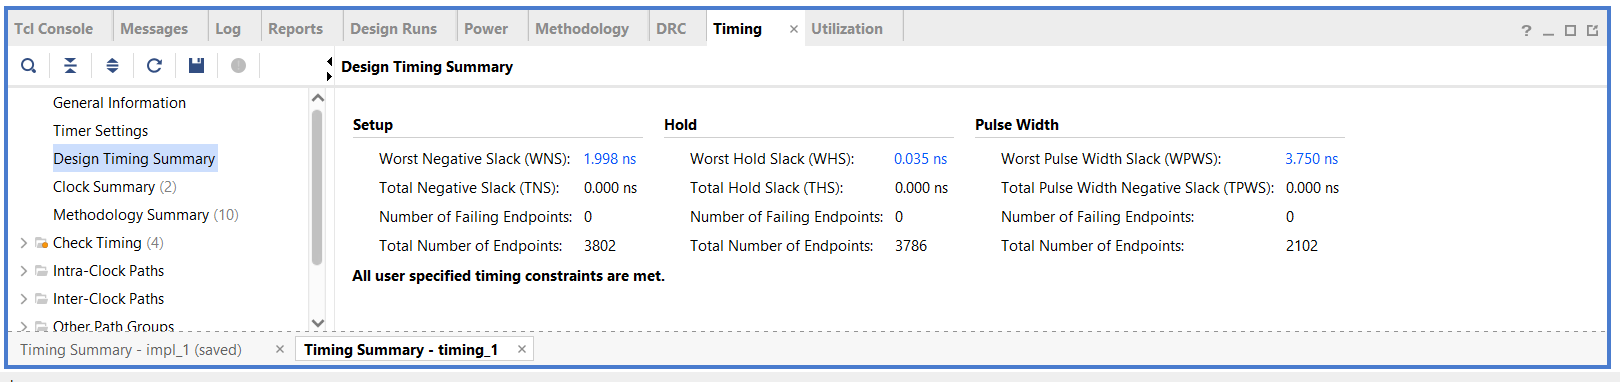 Tcl Console Messages Log Reports Design Runs Power Methodology DRC Timing × Utilization ?
Design Timing Summary
General Information
Timer Settings
Design Timing Summary
Clock Summary (2)
Methodology Summary (10)
Check Timing (4)
Intra-Clock Paths
Inter-Clock Paths
Other Path Groups
Setup Hold Pulse Width
Worst Negative Slack (WNS): 1.998 ns Worst Hold Slack (WHS): 0.035 ns Worst Pulse Width Slack (WPWS): 3.750 ns
Total Negative Slack (TNS): 0.000 ns Total Hold Slack (THS): 0.000 ns Total Pulse Width Negative Slack (TPWS): 0.000 ns
Number of Failing Endpoints: 0 Number of Failing Endpoints: 0 Number of Failing Endpoints: 0
Total Number of Endpoints: 3802 Total Number of Endpoints: 3786 Total Number of Endpoints: 2102
All user specified timing constraints are met.
Timing Summary - impl_1 (saved) × Timing Summary - timing_1 ×